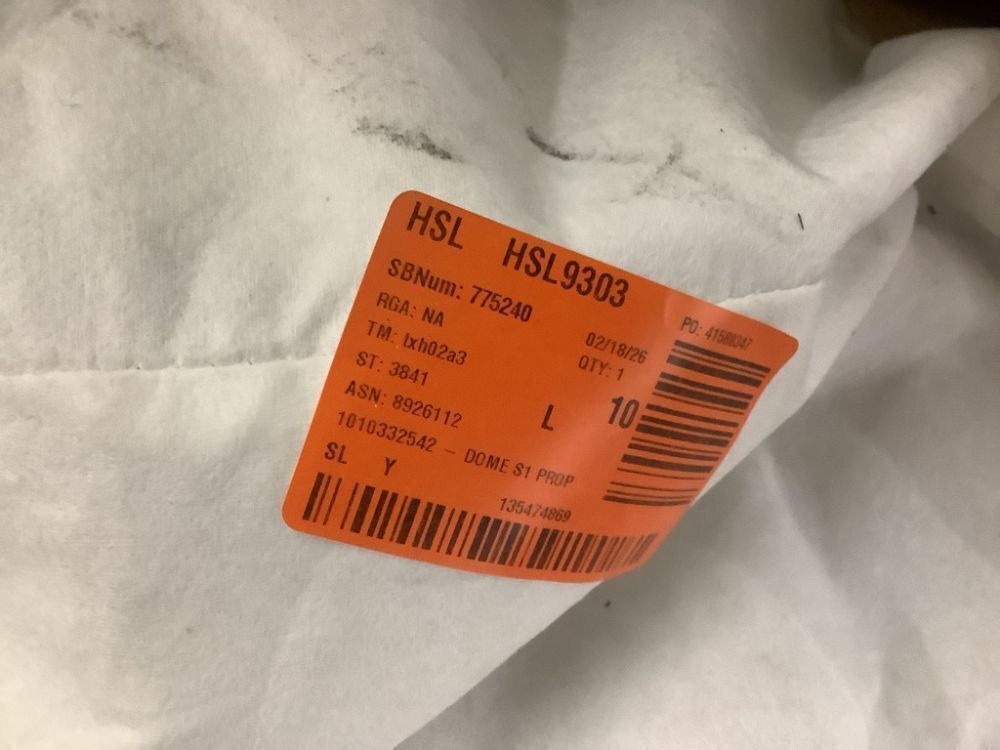 HSL HSL9303
SBNum: 775240
RGA: NA
TM: txh02a3
ST: 3841
ASN: 8926112
1010332542 – DOME S1 PROP
SL Y
02/18/26
QTY: 1
L 10
PO: 41580347
135474869